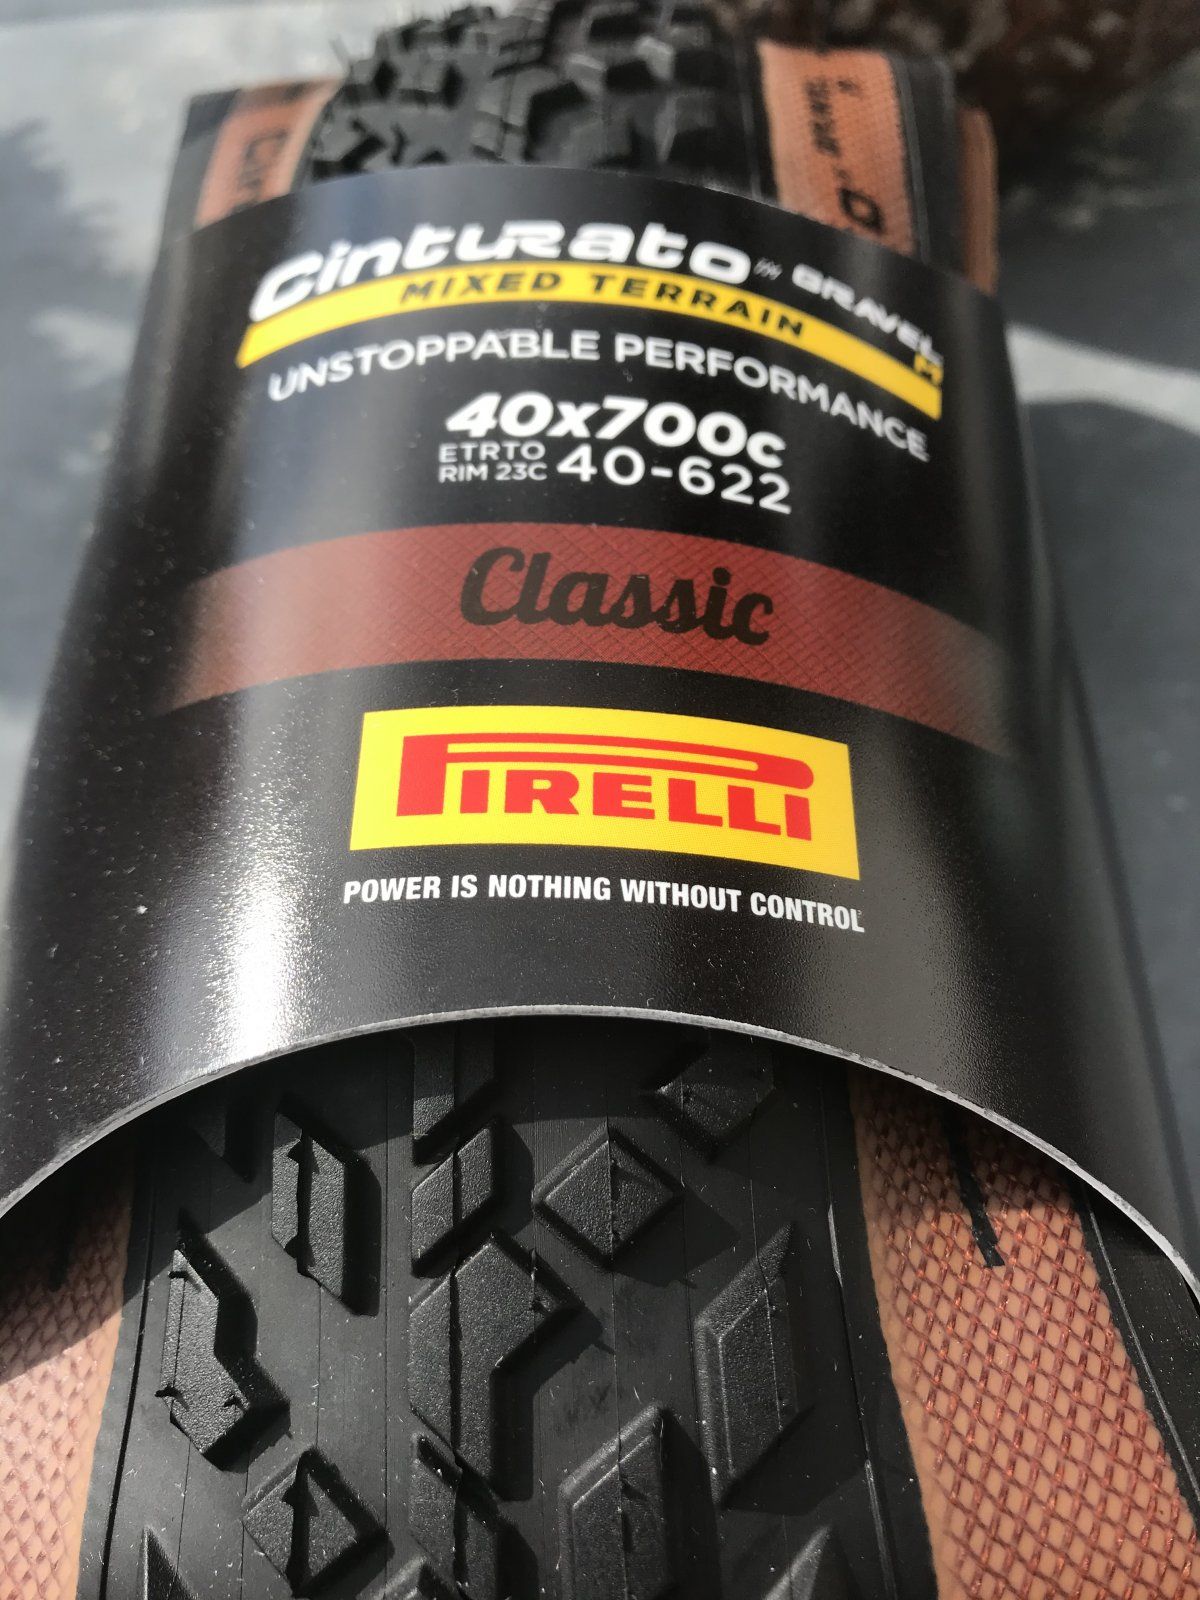 Cinturato GRAVEL
MIXED TERRAIN M
UNSTOPPABLE PERFORMANCE
40x700c
ETRTO
RIM 23C 40-622
Classic
PIRELLI
POWER IS NOTHING WITHOUT CONTROL